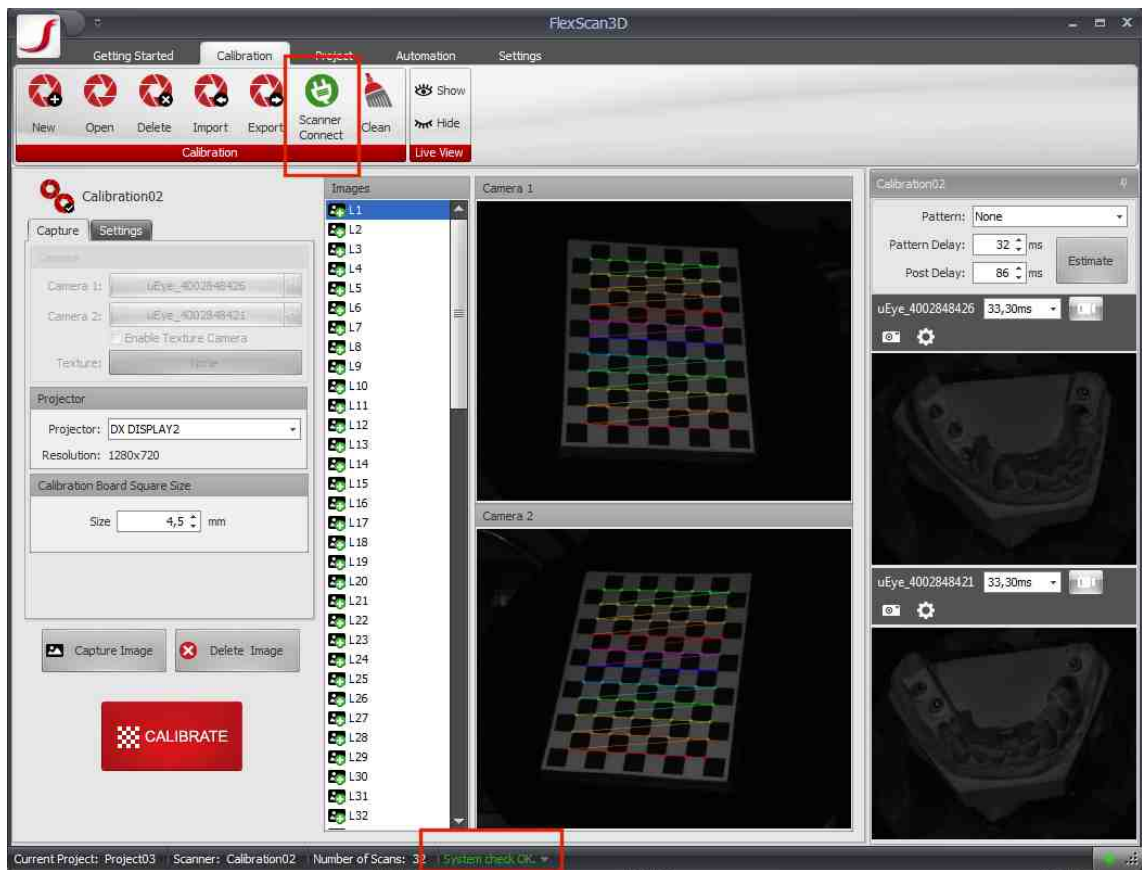 FlexScan3D
Getting Started Calibration Project Automation Settings
New Open Delete Import Export Scanner Connect Clean
Show
Hide
Calibration Live View
Calibration02
Capture Settings
Camera
Camera 1: uEye_4002848426
Camera 2: uEye_4002848421
Enable Texture Camera
Texture: None
Projector
Projector: DX DISPLAY2
Resolution: 1280x720
Calibration Board Square Size
Size 4,5 mm
Capture Image Delete Image
CALIBRATE
Images
L1
L2
L3
L4
L5
L6
L7
L8
L9
L10
L11
L12
L13
L14
L15
L16
L17
L18
L19
L20
L21
L22
L23
L24
L25
L26
L27
L28
L29
L30
L31
L32
Camera 1
Camera 2
Calibration02
Pattern: None
Pattern Delay: 32 ms
Post Delay: 86 ms
Estimate
uEye_4002848426 33,30ms
uEye_4002848421 33,30ms
Current Project: Project03 Scanner: Calibration02 Number of Scans: 32 System check OK.